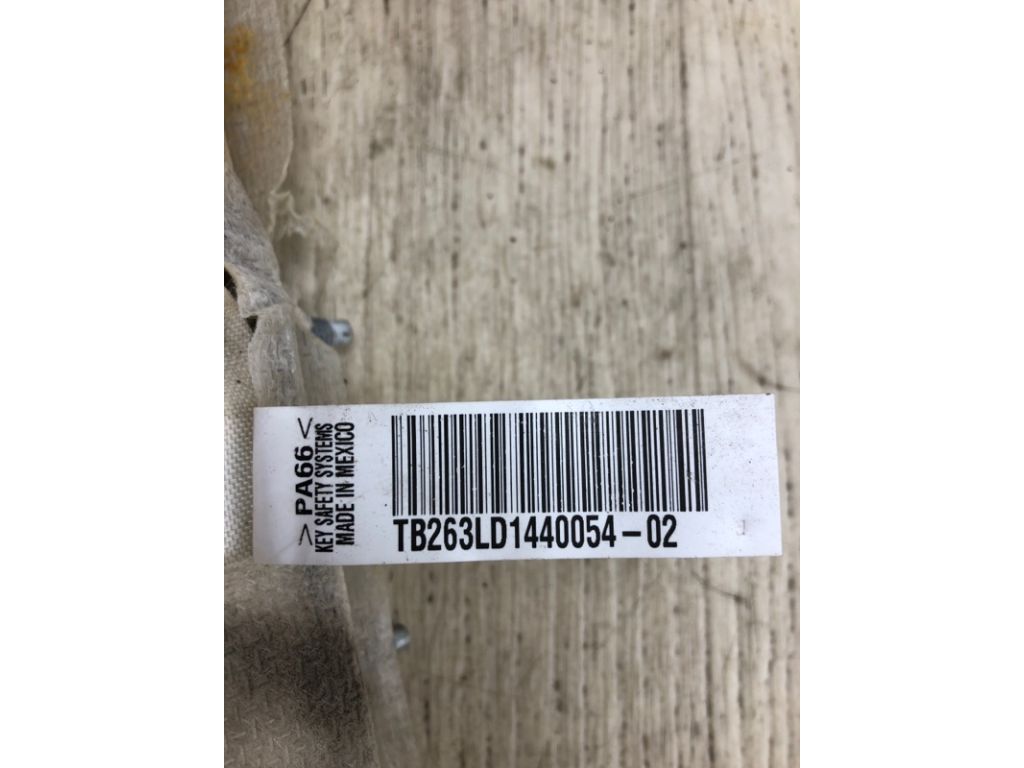 >PA66<
KEY SAFETY SYSTEMS
MADE IN MEXICO
TB263LD1440054-02